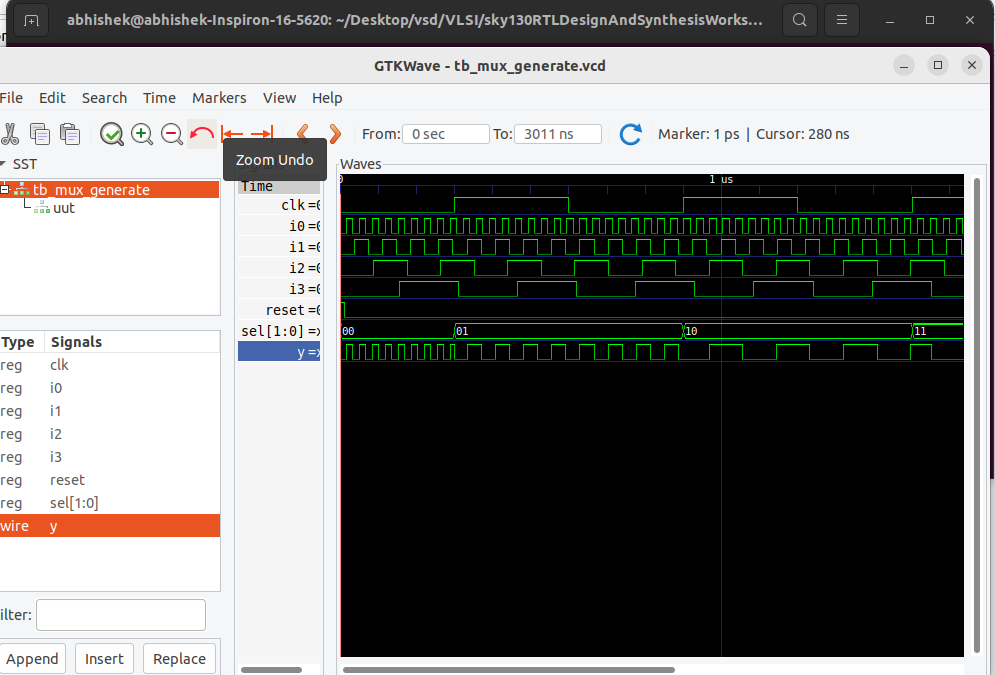 abhishek@abhishek-Inspiron-16-5620: ~/Desktop/vsd/VLSI/sky130RTLDesignAndSynthesisWorks...
GTKWave - tb_mux_generate.vcd
File Edit Search Time Markers View Help
From: 0 sec To: 3011 ns Marker: 1 ps | Cursor: 280 ns
Zoom Undo
SST
tb_mux_generate
uut
Type Signals
reg clk
reg i0
reg i1
reg i2
reg i3
reg reset
reg sel[1:0]
wire y
ilter:
Append Insert Replace
Time
clk =0
i0 =0
i1 =0
i2 =0
i3 =0
reset =0
sel[1:0] =x
y =x
Waves
0 1 us
00 01 10 11